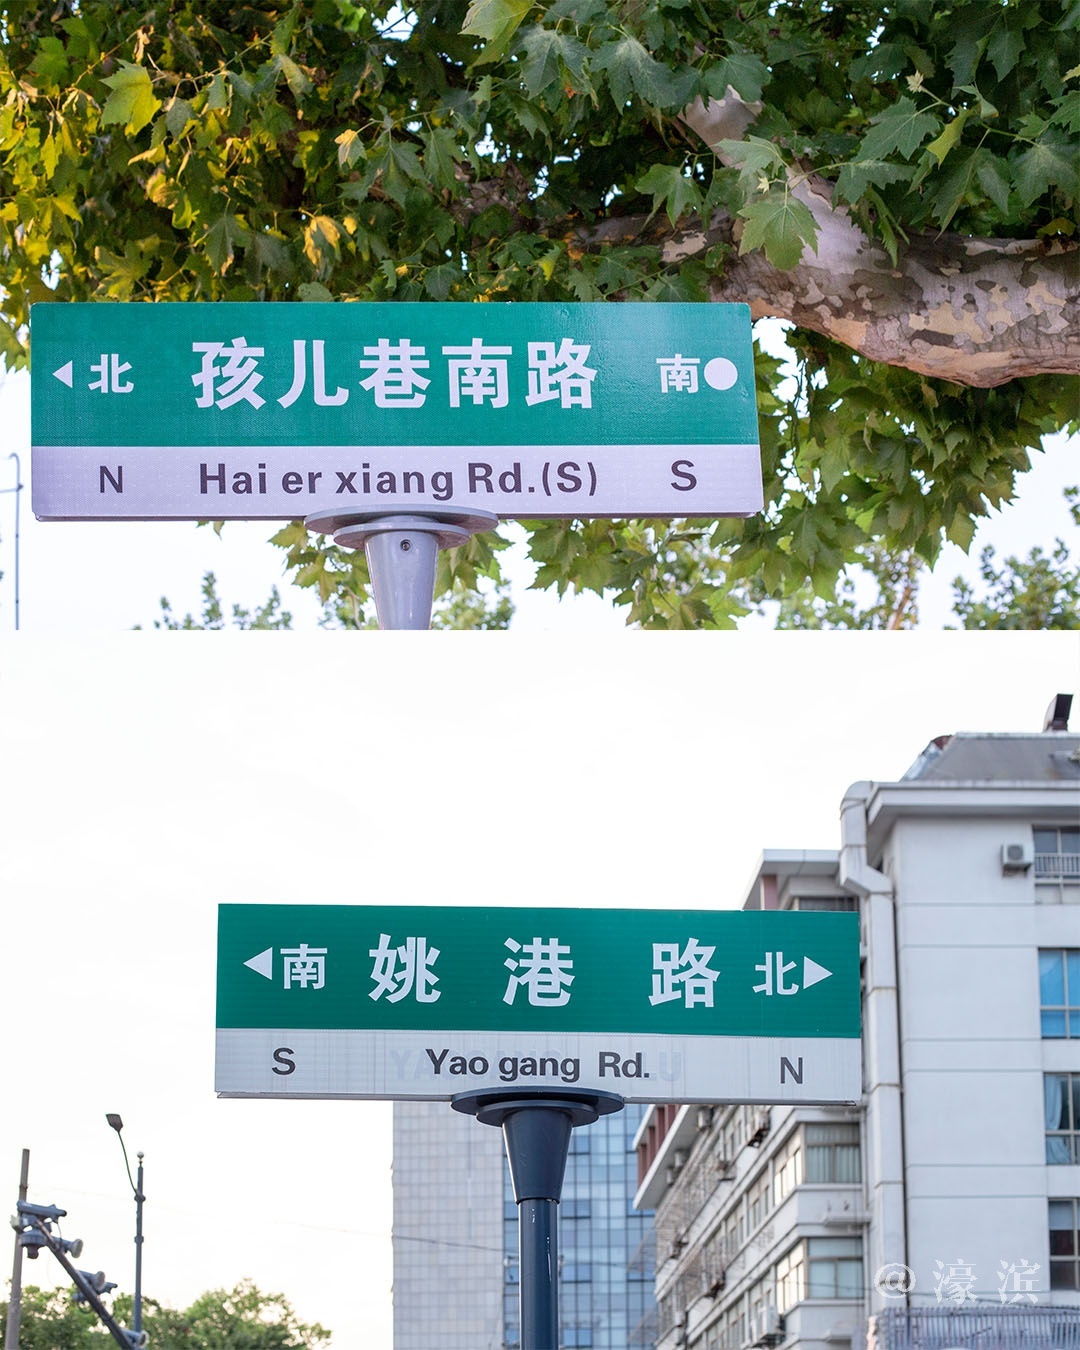 北 孩儿巷南路 南
N Hai er xiang Rd.(S) S
南 姚港路 北
S Yao gang Rd. N
@濠滨